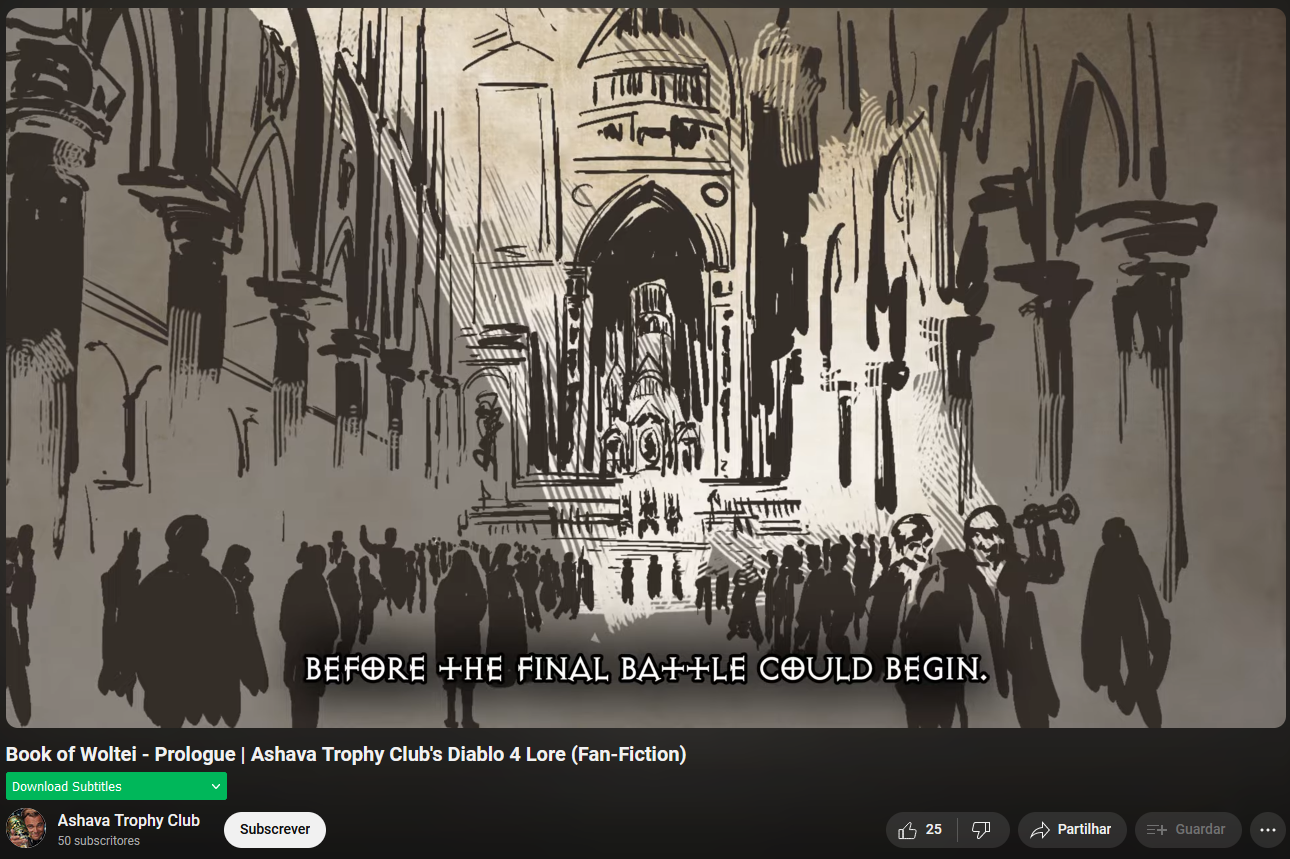 BEFORE THE FINAL BATTLE COULD BEGIN.
Book of Woltei - Prologue | Ashava Trophy Club's Diablo 4 Lore (Fan-Fiction)
Download Subtitles
Ashava Trophy Club
50 subscritores
Subscrever
25
Partilhar
Guardar